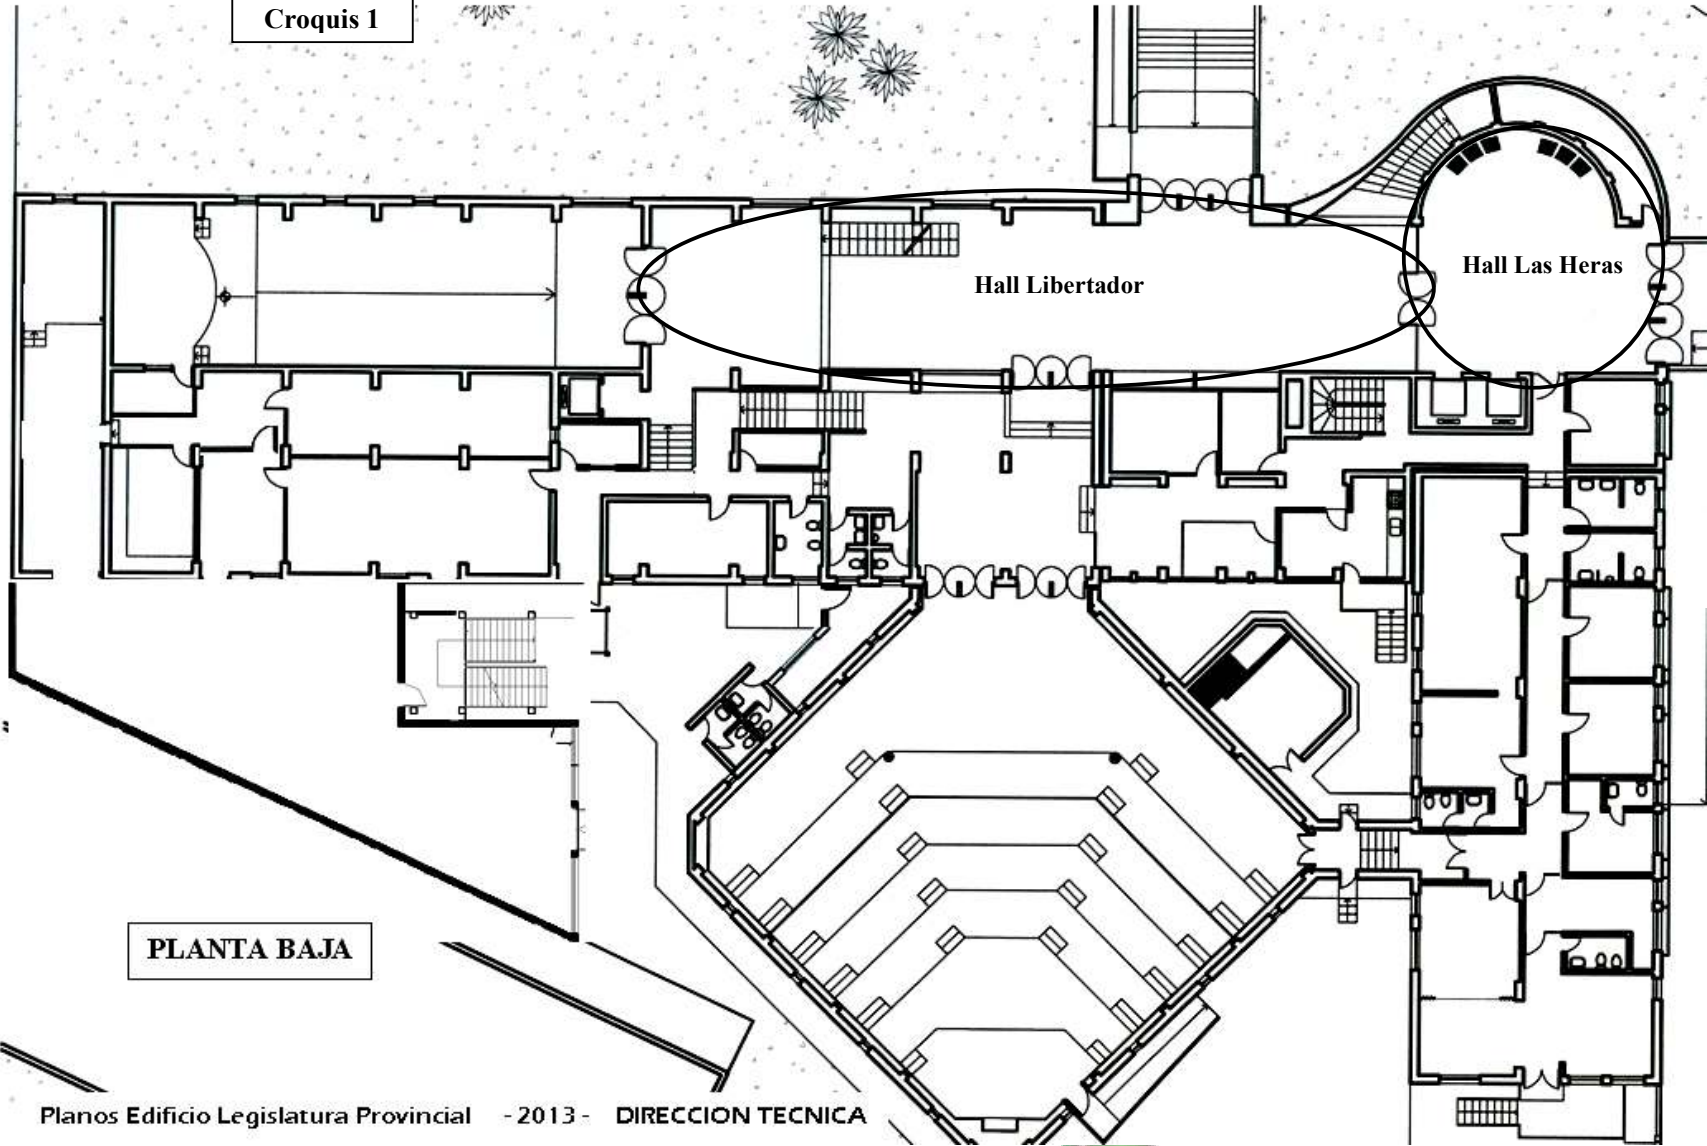 Croquis 1
Hall Las Heras
Hall Libertador
PLANTA BAJA
Planos Edificio Legislatura Provincial - 2013 - DIRECCION TECNICA